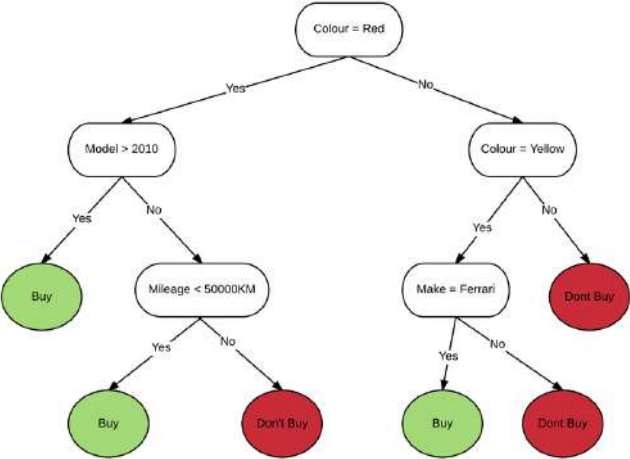 Colour = Red
Yes
No
Model > 2010
Colour = Yellow
Yes
No
Yes
No
Buy
Mileage < 50000KM
Make = Ferrari
Dont Buy
Yes
No
Yes
No
Buy
Don't Buy
Buy
Dont Buy